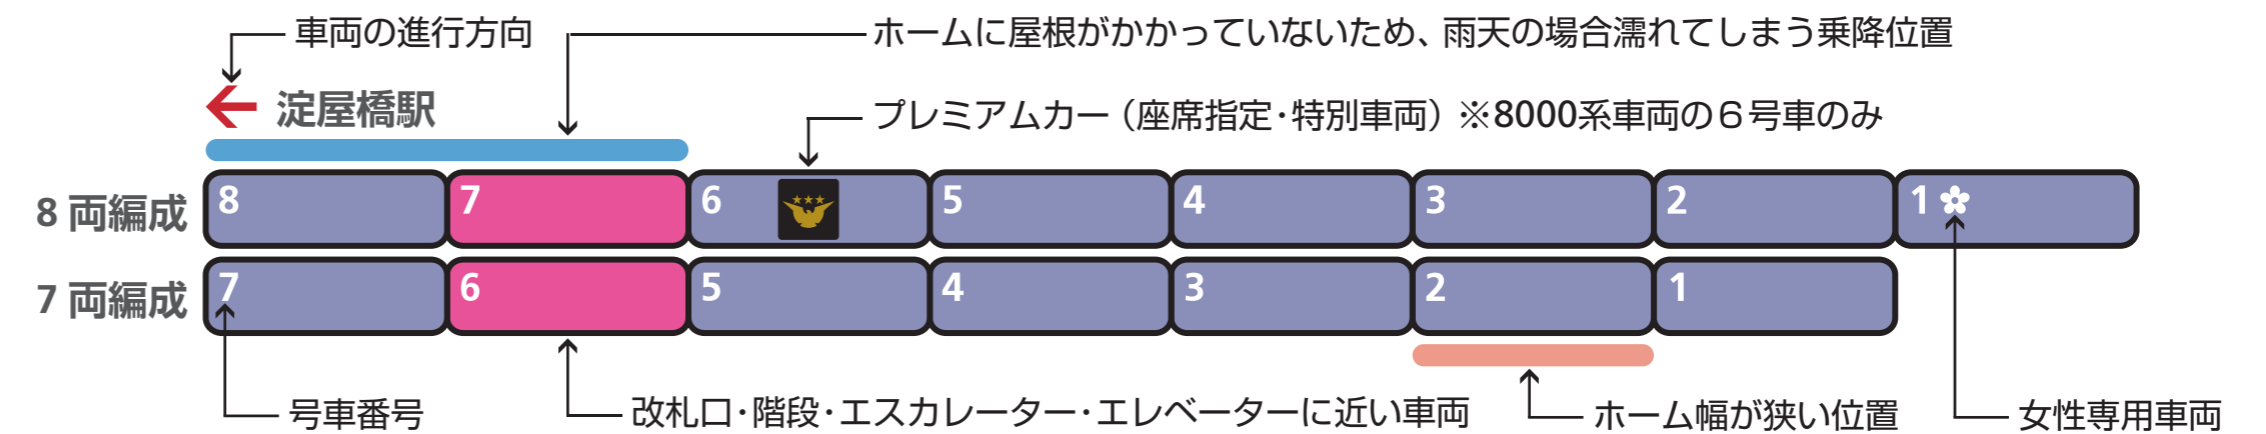 車両の進行方向
ホームに屋根がかかっていないため、雨天の場合濡れてしまう乗降位置
淀屋橋駅
プレミアムカー（座席指定・特別車両）※8000系車両の６号車のみ
8 両編成
8 7 6 5 4 3 2 1
7 両編成
7 6 5 4 3 2 1
号車番号
改札口・階段・エスカレーター・エレベーターに近い車両
ホーム幅が狭い位置
女性専用車両